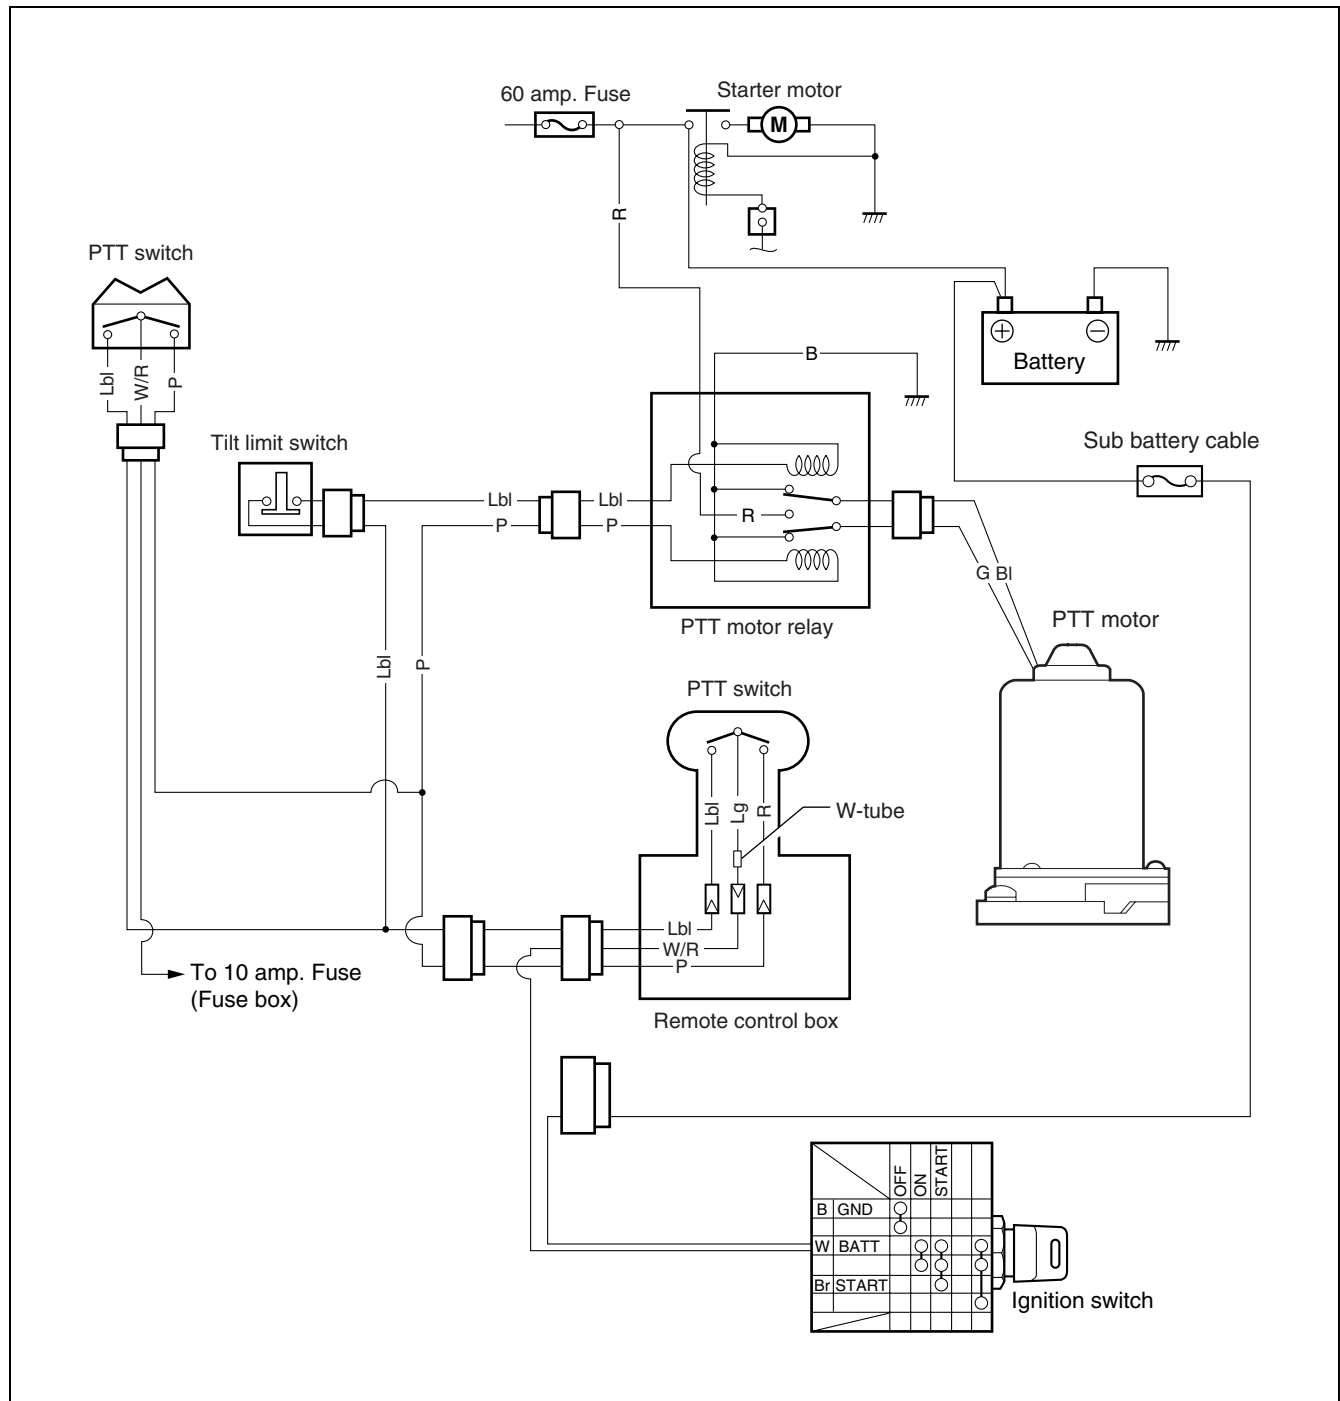 60 amp. Fuse
Starter motor
M
R
PTT switch
Lbl
W/R
P
B
Battery
Tilt limit switch
Sub battery cable
Lbl
Lbl
P
P
R
G
Bl
PTT motor relay
PTT motor
Lbl
P
PTT switch
Lbl
Lg
R
W-tube
Lbl
W/R
P
To 10 amp. Fuse
(Fuse box)
Remote control box
OFF
ON
START
B GND
W BATT
Br START
Ignition switch